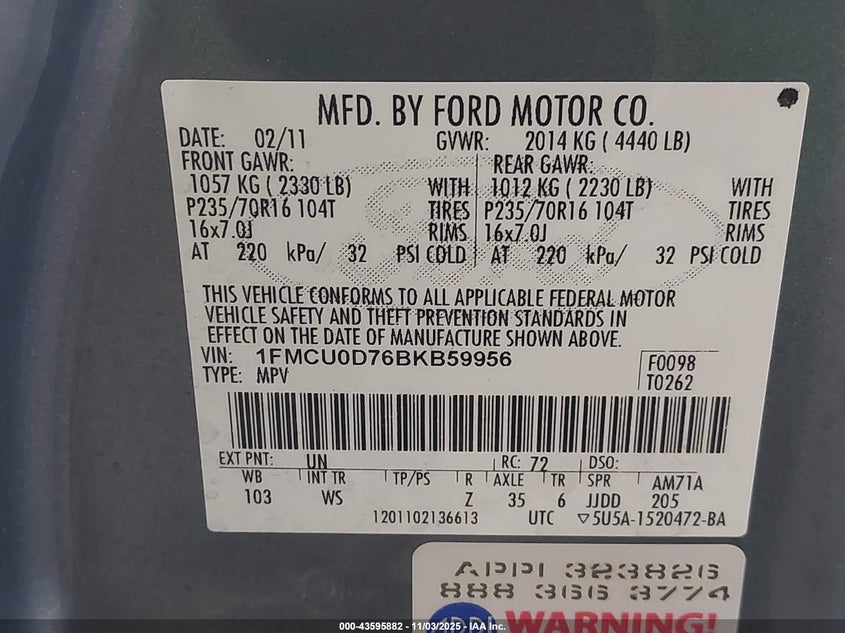 MFD. BY FORD MOTOR CO.
DATE: 02/11 GVWR: 2014 KG ( 4440 LB)
FRONT GAWR: REAR GAWR:
1057 KG ( 2330 LB) WITH 1012 KG ( 2230 LB) WITH
P235/70R16 104T TIRES P235/70R16 104T TIRES
16x7.0J RIMS 16x7.0J RIMS
AT 220 kPa/ 32 PSI COLD AT 220 kPa/ 32 PSI COLD
THIS VEHICLE CONFORMS TO ALL APPLICABLE FEDERAL MOTOR
VEHICLE SAFETY AND THEFT PREVENTION STANDARDS IN
EFFECT ON THE DATE OF MANUFACTURE SHOWN ABOVE.
VIN: 1FMCU0D76BKB59956 F0098
TYPE: MPV T0262
EXT PNT: UN RC: 72 DSO:
WB INT TR TP/PS R AXLE TR SPR AM71A
103 WS Z 35 6 JJDD 205
1201102136613 UTC ▽5U5A-1520472-BA
APPI 323826
888 366 3774
APPI WARNING!
000-43595882 - 11/03/2025 - IAA Inc.